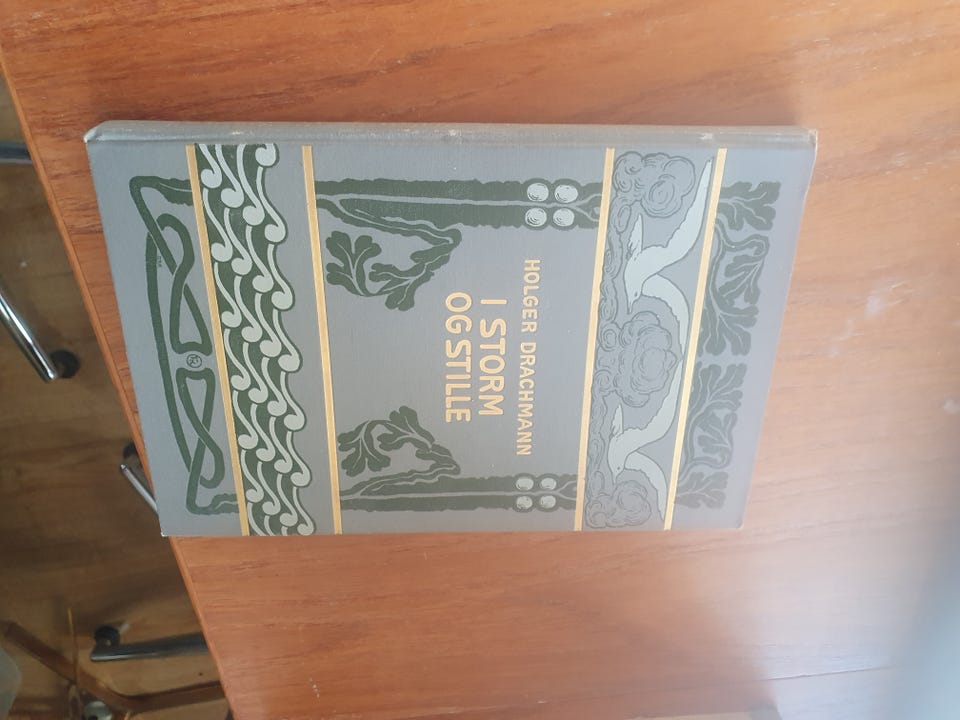 HOLGER DRACHMANN
I STORM
OG STILLE